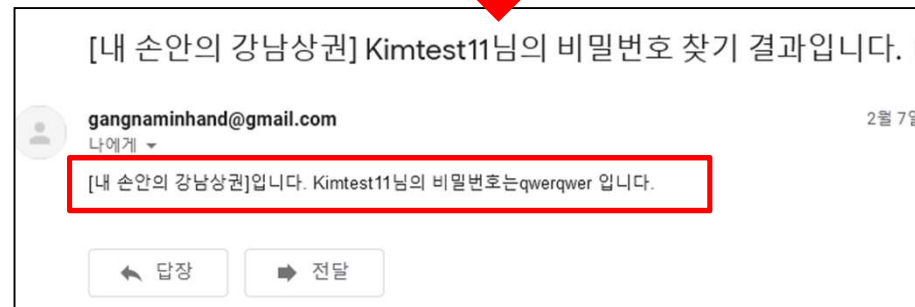 [내 손안의 강남상권] Kimtest11님의 비밀번호 찾기 결과입니다.
gangnaminhand@gmail.com
2월 7일
나에게
[내 손안의 강남상권]입니다. Kimtest11님의 비밀번호는qwerqwer 입니다.
답장
전달